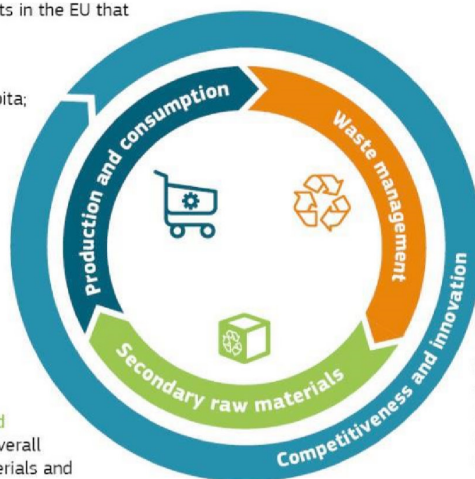 ts in the EU that
pita;
Production and consumption
Waste management
Secondary raw materials
Competitiveness and innovation
d
verall
erials and